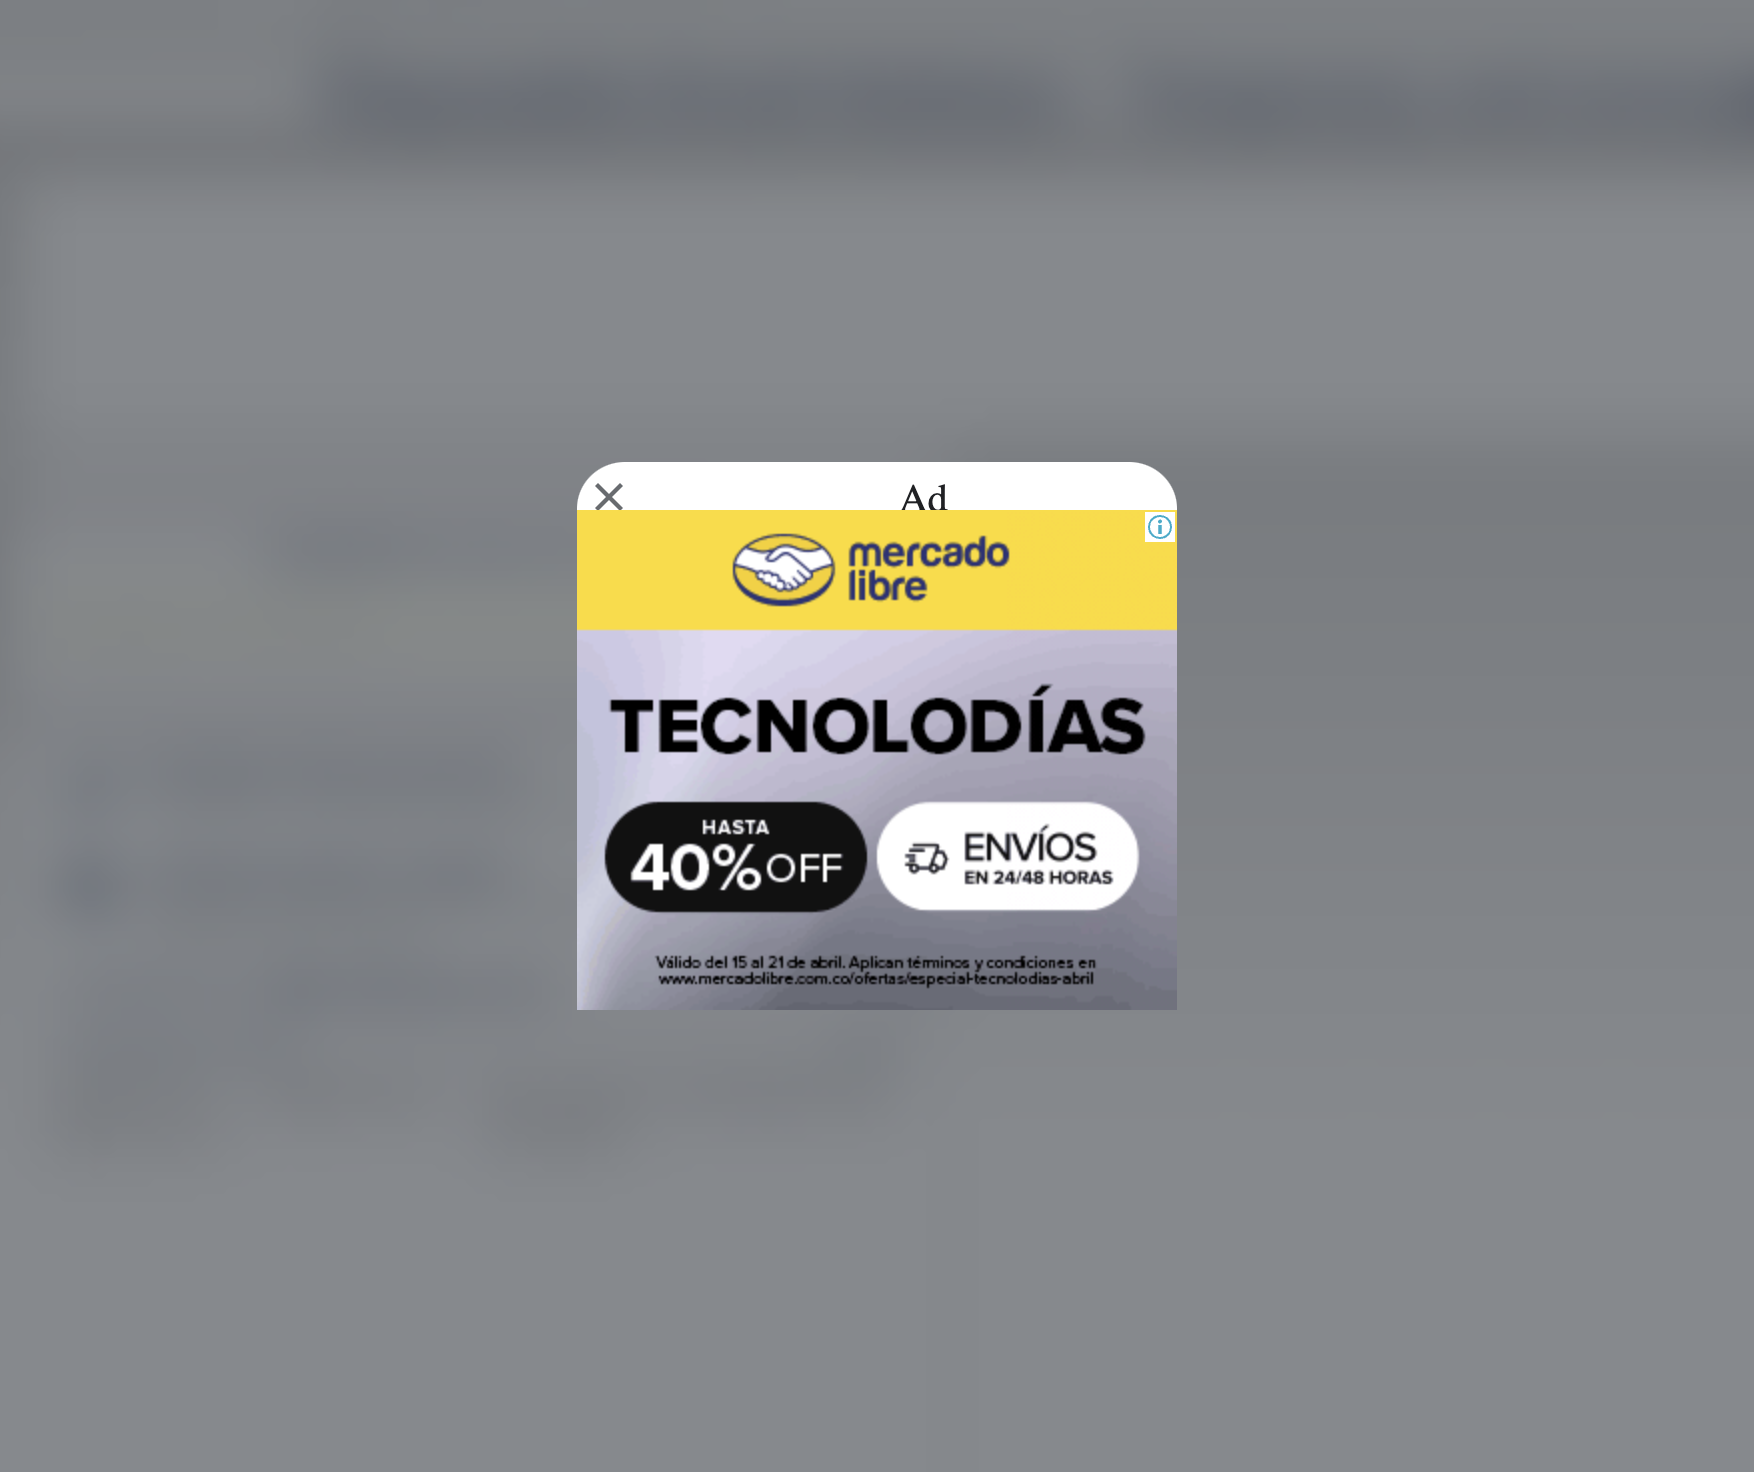 Ad
mercado
libre
TECNOLODÍAS
HASTA
40% OFF
ENVÍOS
EN 24/48 HORAS
Válido del 15 al 21 de abril. Aplican términos y condiciones en
www.mercadolibre.com.co/ofertas/especial-tecnolodias-abril